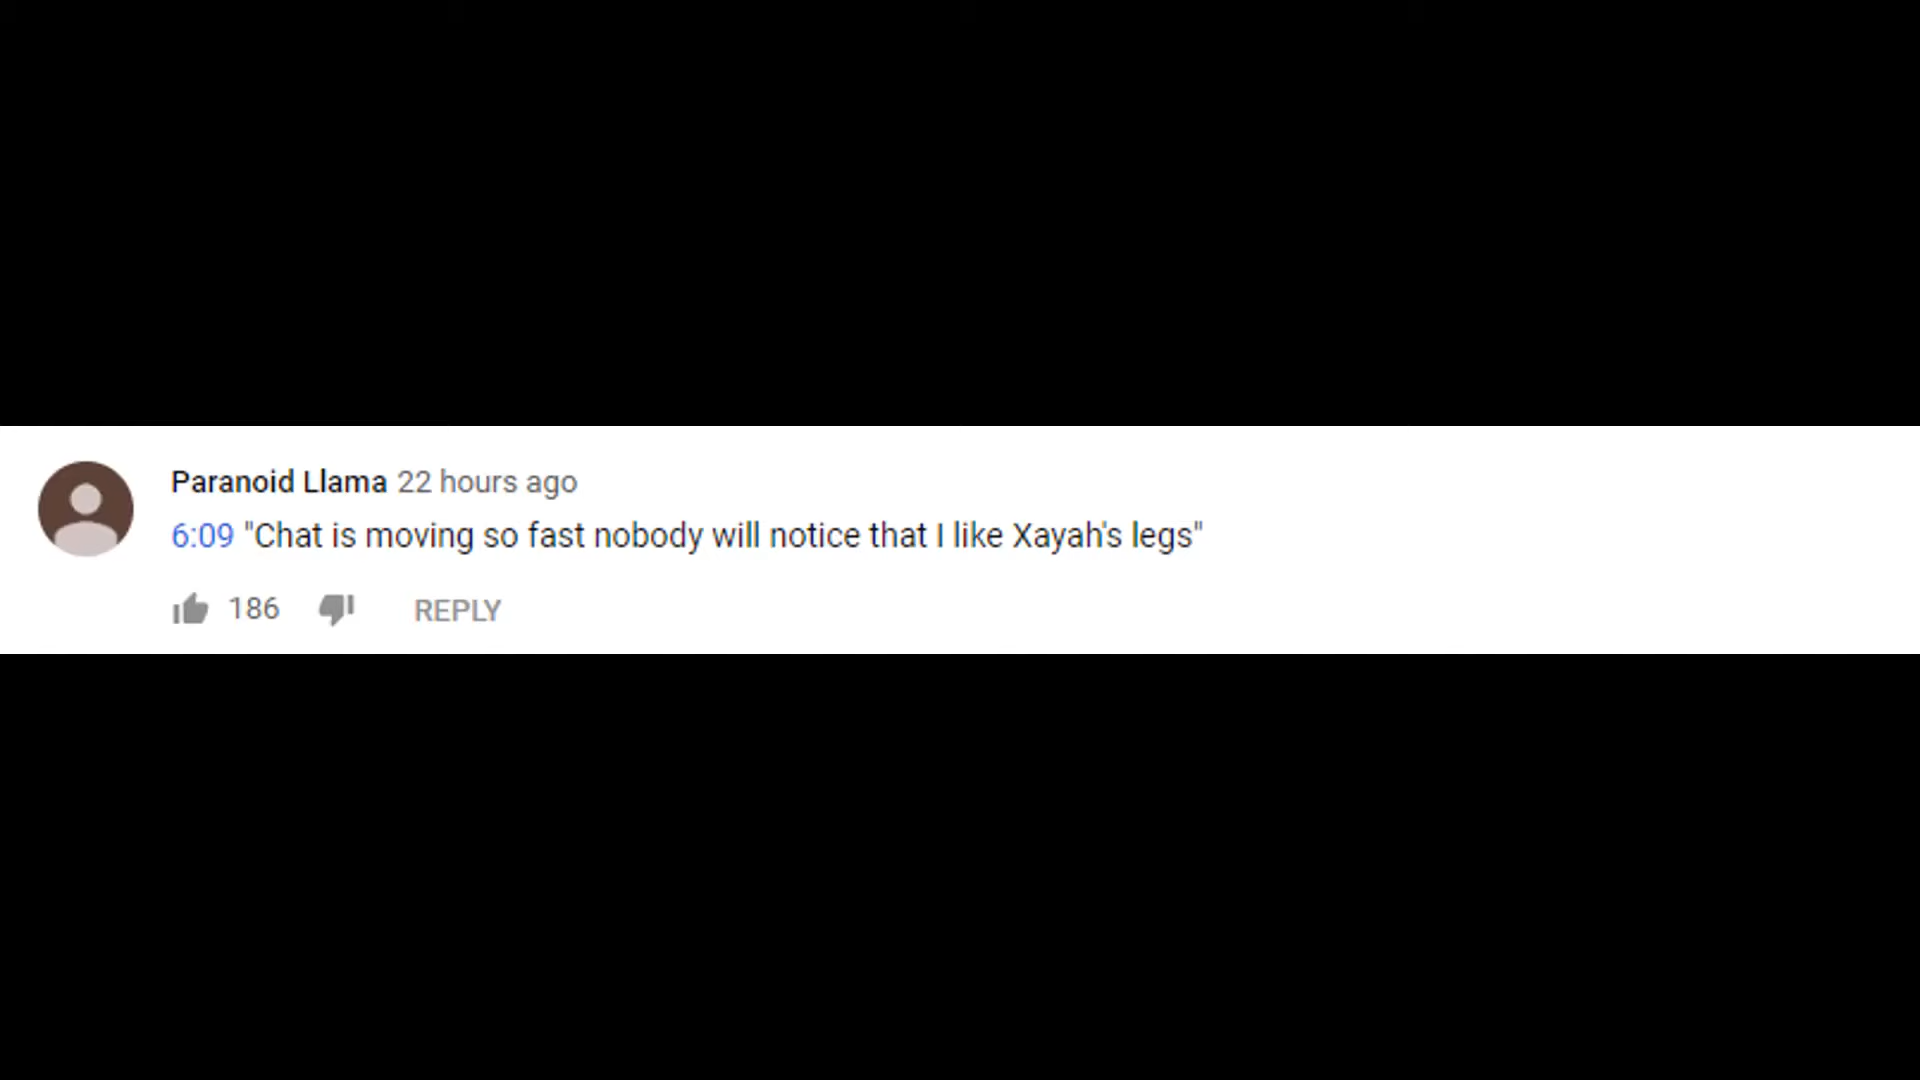 Paranoid Llama 22 hours ago
6:09 "Chat is moving so fast nobody will notice that I like Xayah's legs"
186 REPLY